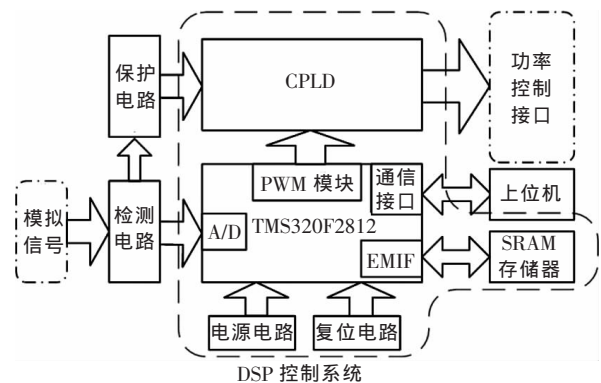 保护
电路
CPLD
功率
控制
接口
PWM 模块
通信
接口
上位机
模拟
信号
检测
电路
A/D
TMS320F2812
EMIF
SRAM
存储器
电源电路
复位电路
DSP 控制系统